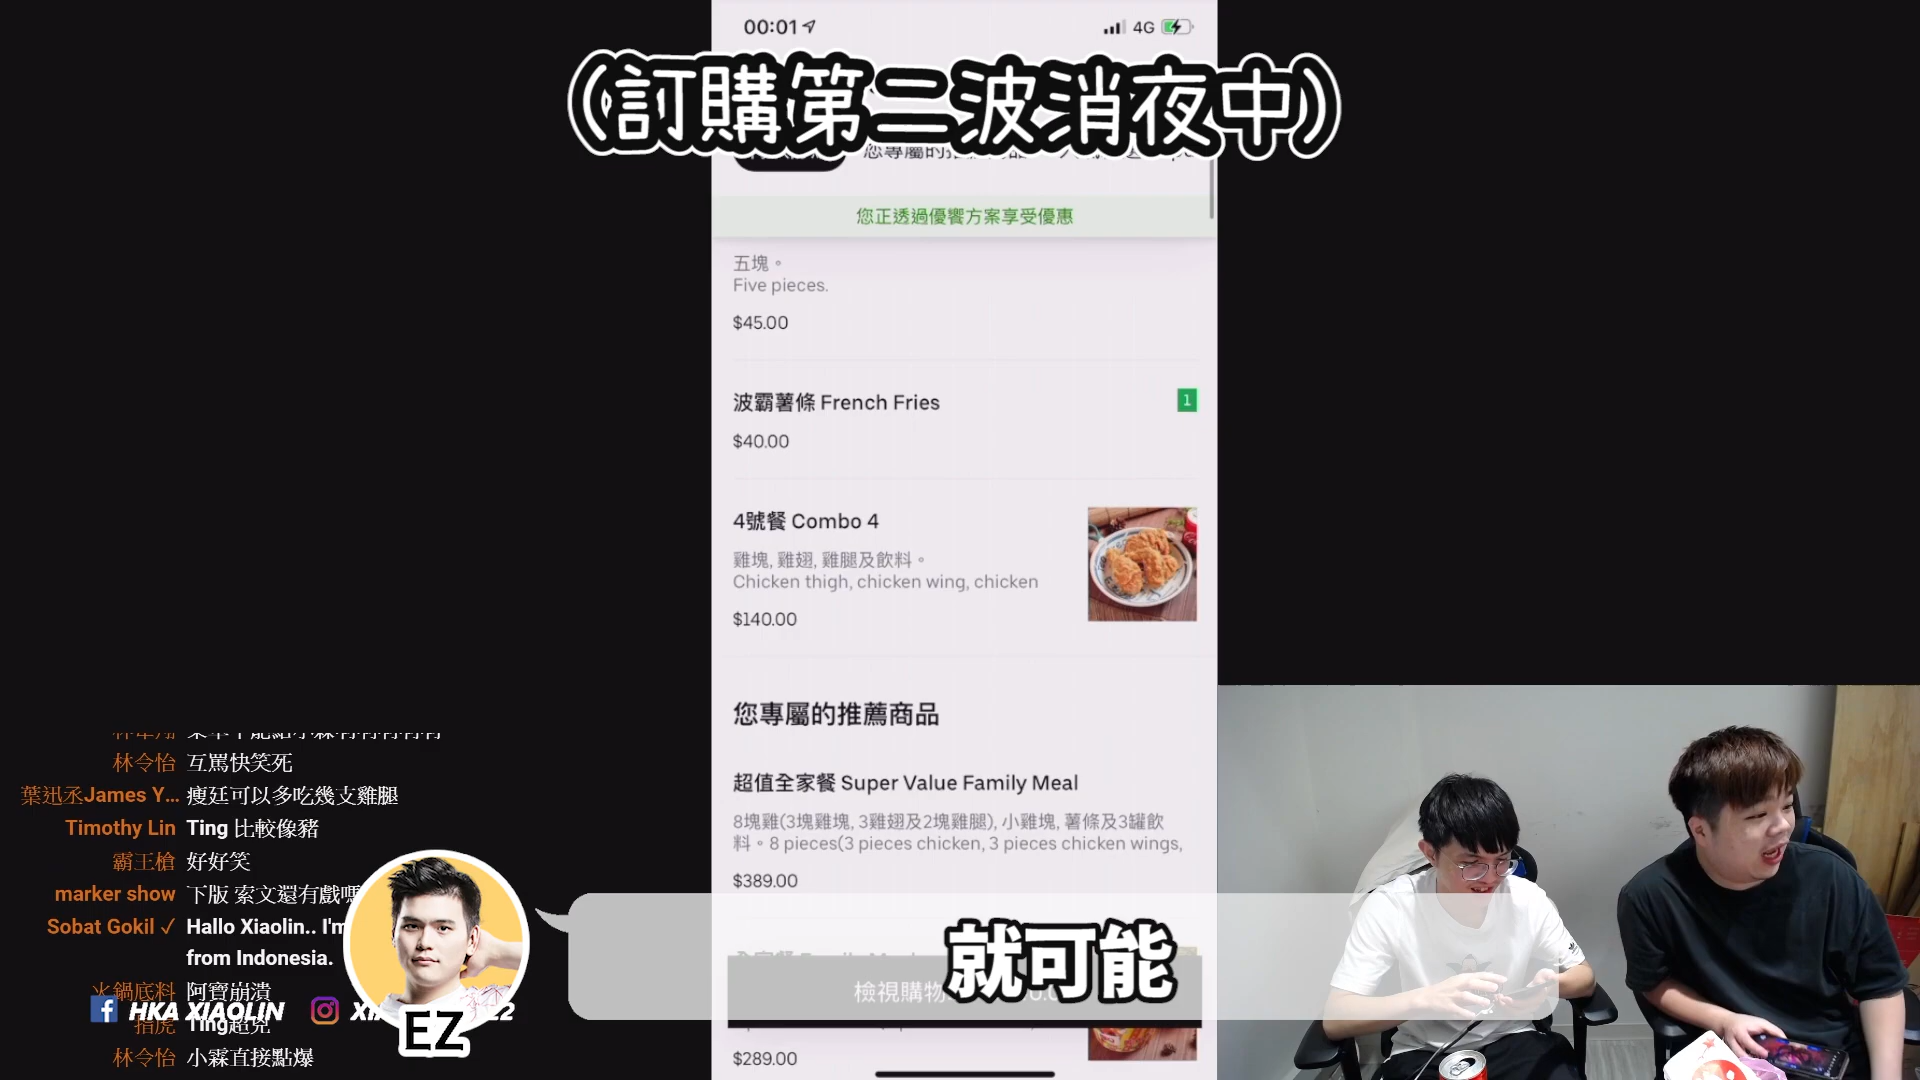 00:01
4G
(訂購第二波消夜中)
您正透過優饗方案享受優惠
五塊。
Five pieces.
$45.00
波霸薯條 French Fries
1
$40.00
4號餐 Combo 4
雞塊, 雞翅, 雞腿及飲料。
Chicken thigh, chicken wing, chicken
$140.00
您專屬的推薦商品
超值全家餐 Super Value Family Meal
8塊雞(3塊雞塊, 3雞翅及2塊雞腿), 小雞塊, 薯條及3罐飲
料。8 pieces(3 pieces chicken, 3 pieces chicken wings,
$389.00
檢視購物
就可能
$289.00
林令怡 互罵快笑死
葉迅丞James Y... 瘦廷可以多吃幾支雞腿
Timothy Lin Ting 比較像豬
霸王槍 好好笑
marker show 下版 索文還有戲嗎
Sobat Gokil ✓ Hallo Xiaolin.. I'm
from Indonesia.
火鍋底料 阿寶崩潰
HKA XIAOLIN
Ting超兇
林令怡 小霖直接點爆
EZ